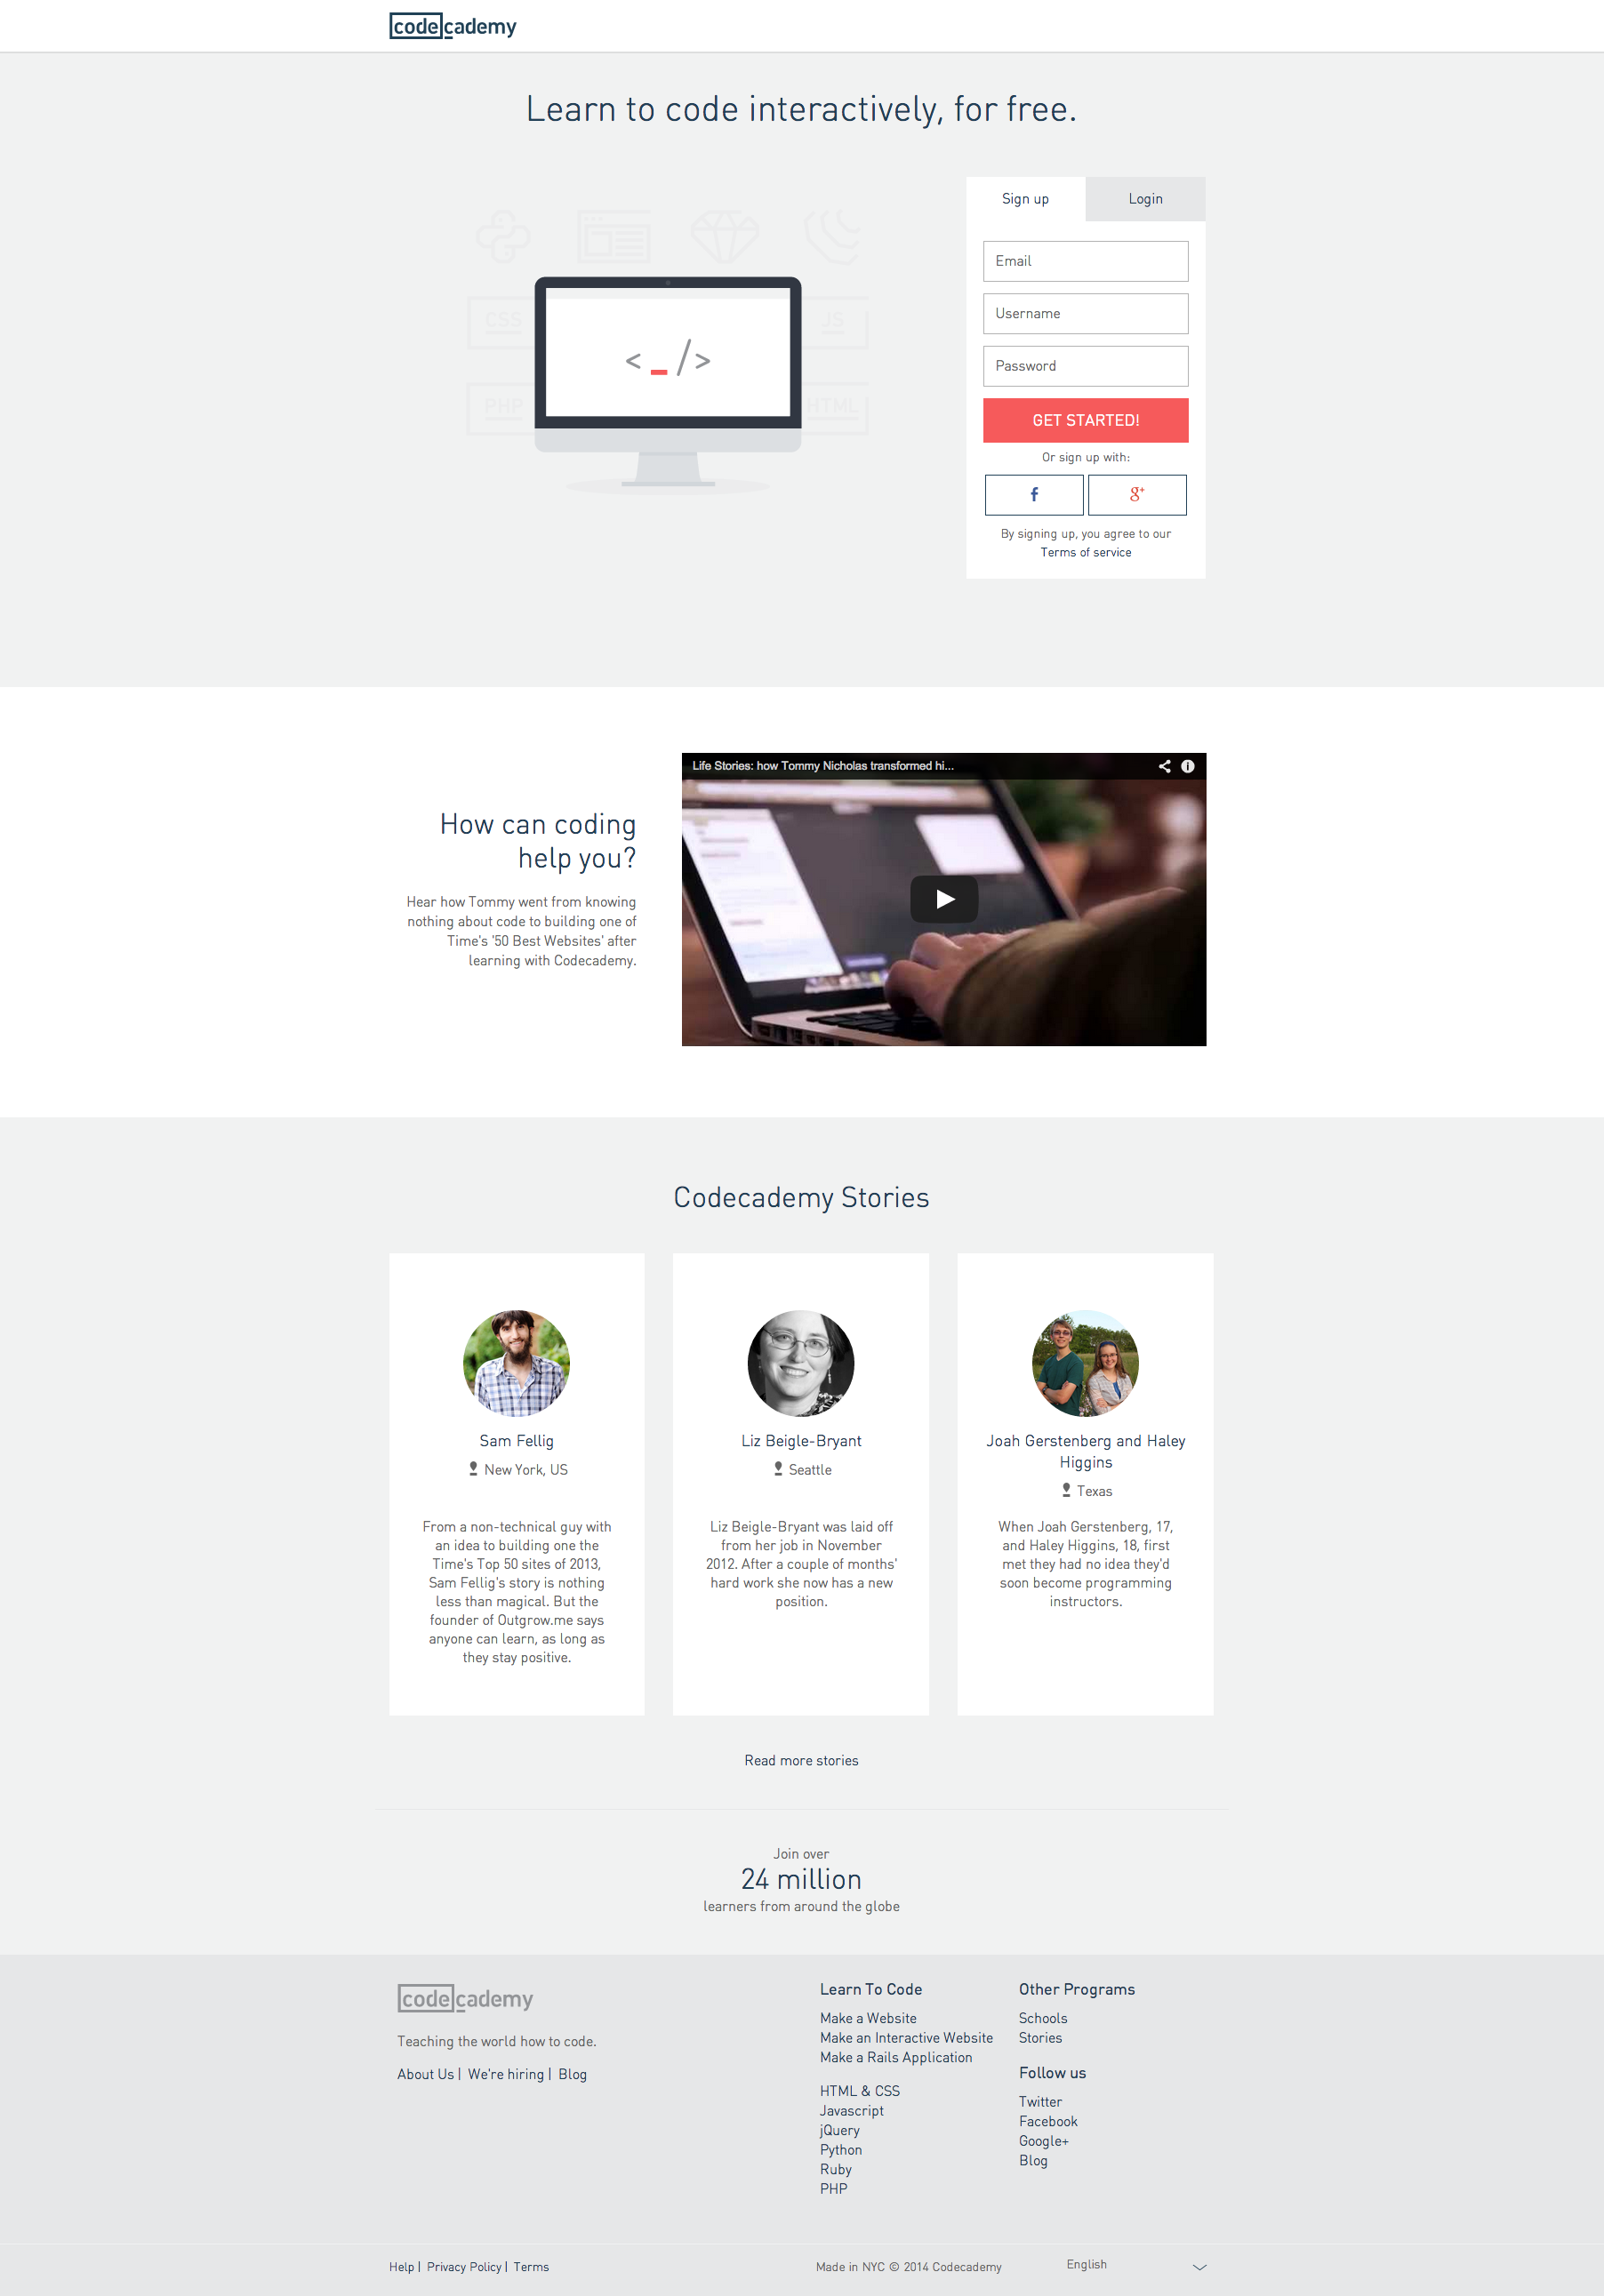 codecademy
Learn to code interactively, for free.
Sign up
Login
CSS
JS
PHP
HTML
< _ />
Email
Username
Password
GET STARTED!
Or sign up with:
f
g+
By signing up, you agree to our
Terms of service
How can coding
help you?
Hear how Tommy went from knowing
nothing about code to building one of
Time's '50 Best Websites' after
learning with Codecademy.
Life Stories: how Tommy Nicholas transformed hi...
Codecademy Stories
Sam Fellig
New York, US
From a non-technical guy with
an idea to building one the
Time's Top 50 sites of 2013,
Sam Fellig's story is nothing
less than magical. But the
founder of Outgrow.me says
anyone can learn, as long as
they stay positive.
Liz Beigle-Bryant
Seattle
Liz Beigle-Bryant was laid off
from her job in November
2012. After a couple of months'
hard work she now has a new
position.
Joah Gerstenberg and Haley
Higgins
Texas
When Joah Gerstenberg, 17,
and Haley Higgins, 18, first
met they had no idea they'd
soon become programming
instructors.
Read more stories
Join over
24 million
learners from around the globe
codecademy
Teaching the world how to code.
About Us | We're hiring | Blog
Learn To Code
Make a Website
Make an Interactive Website
Make a Rails Application
HTML & CSS
Javascript
jQuery
Python
Ruby
PHP
Other Programs
Schools
Stories
Follow us
Twitter
Facebook
Google+
Blog
Help | Privacy Policy | Terms
Made in NYC © 2014 Codecademy
English